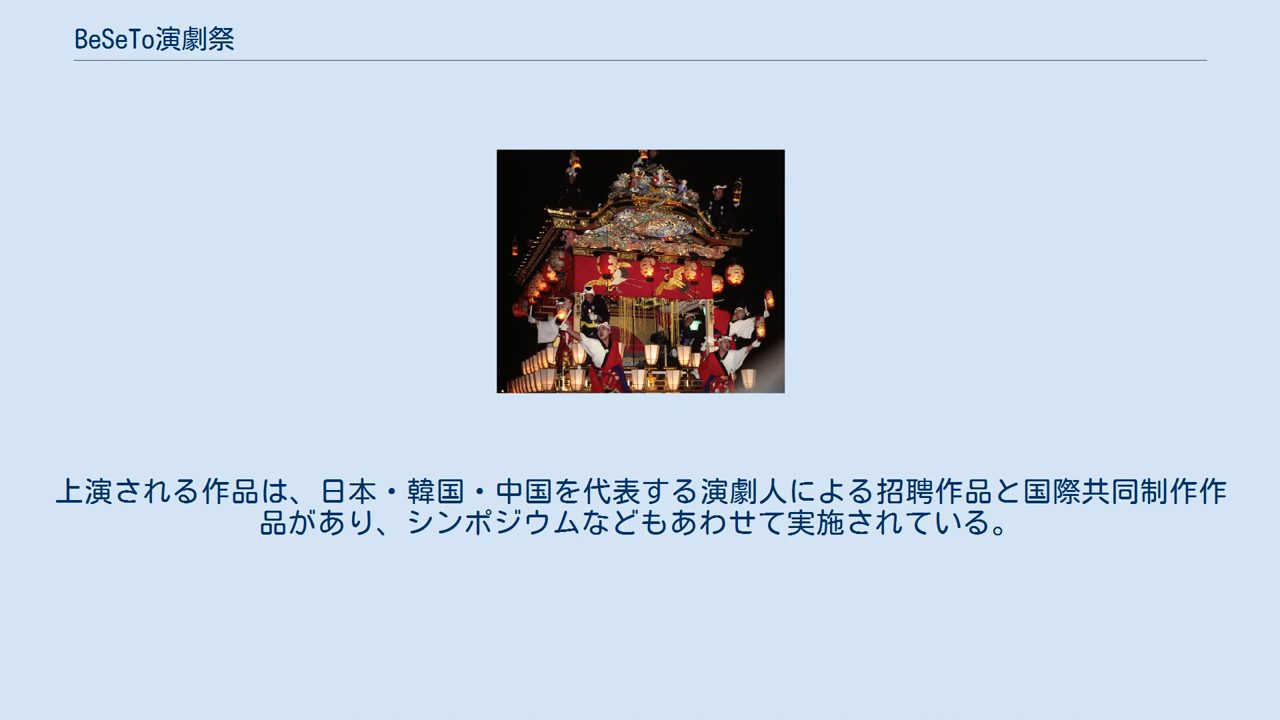 BeSeTo演劇祭
上演される作品は、日本・韓国・中国を代表する演劇人による招聘作品と国際共同制作作
品があり、シンポジウムなどもあわせて実施されている。